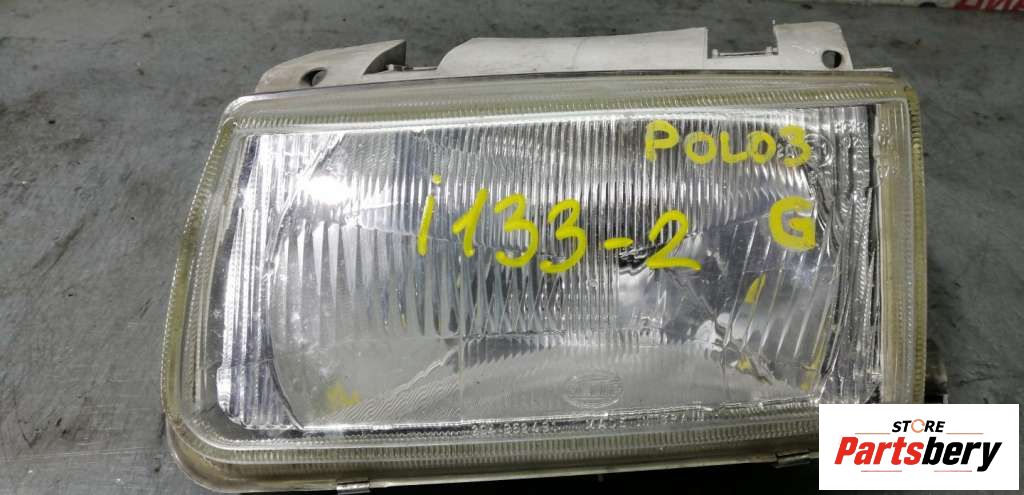 POLO3
i133-2
G
STORE
Partsbery